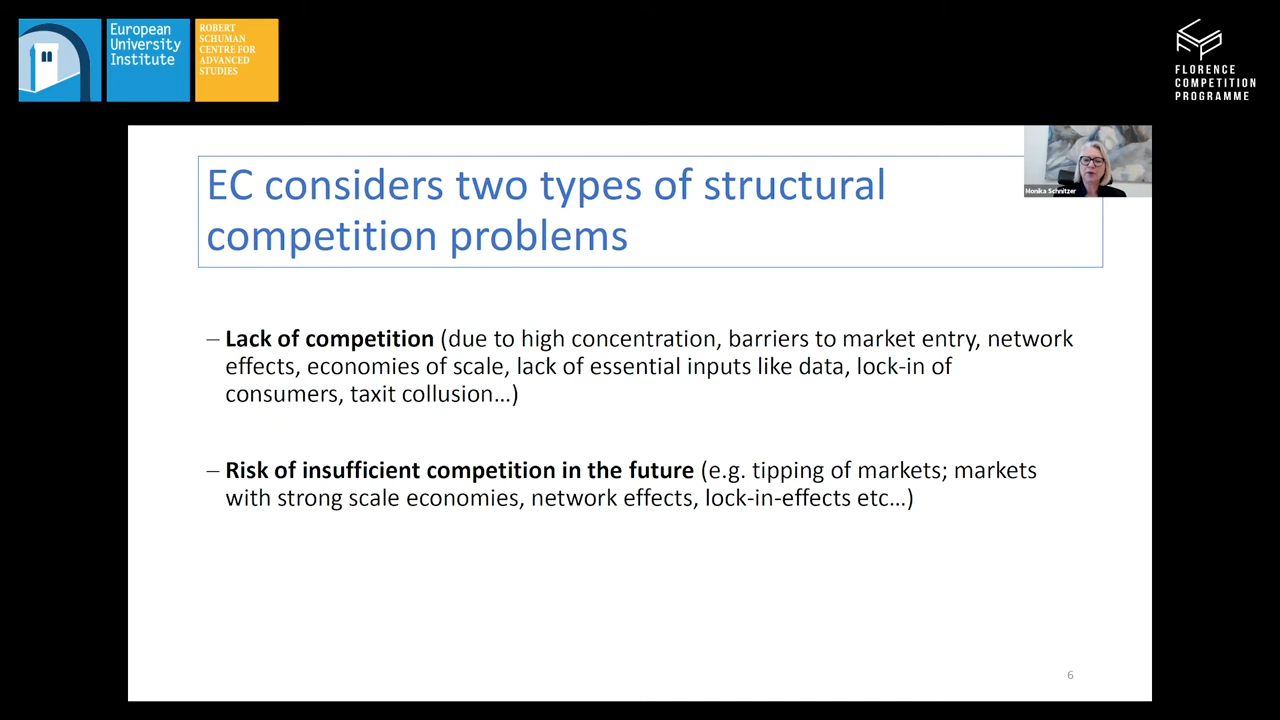 European
University
Institute
ROBERT
SCHUMAN
CENTRE FOR
ADVANCED
STUDIES
FLORENCE
COMPETITION
PROGRAMME
Monika Schnitzer
EC considers two types of structural
competition problems
– Lack of competition (due to high concentration, barriers to market entry, network
effects, economies of scale, lack of essential inputs like data, lock-in of
consumers, taxit collusion…)
– Risk of insufficient competition in the future (e.g. tipping of markets; markets
with strong scale economies, network effects, lock-in-effects etc…)
6